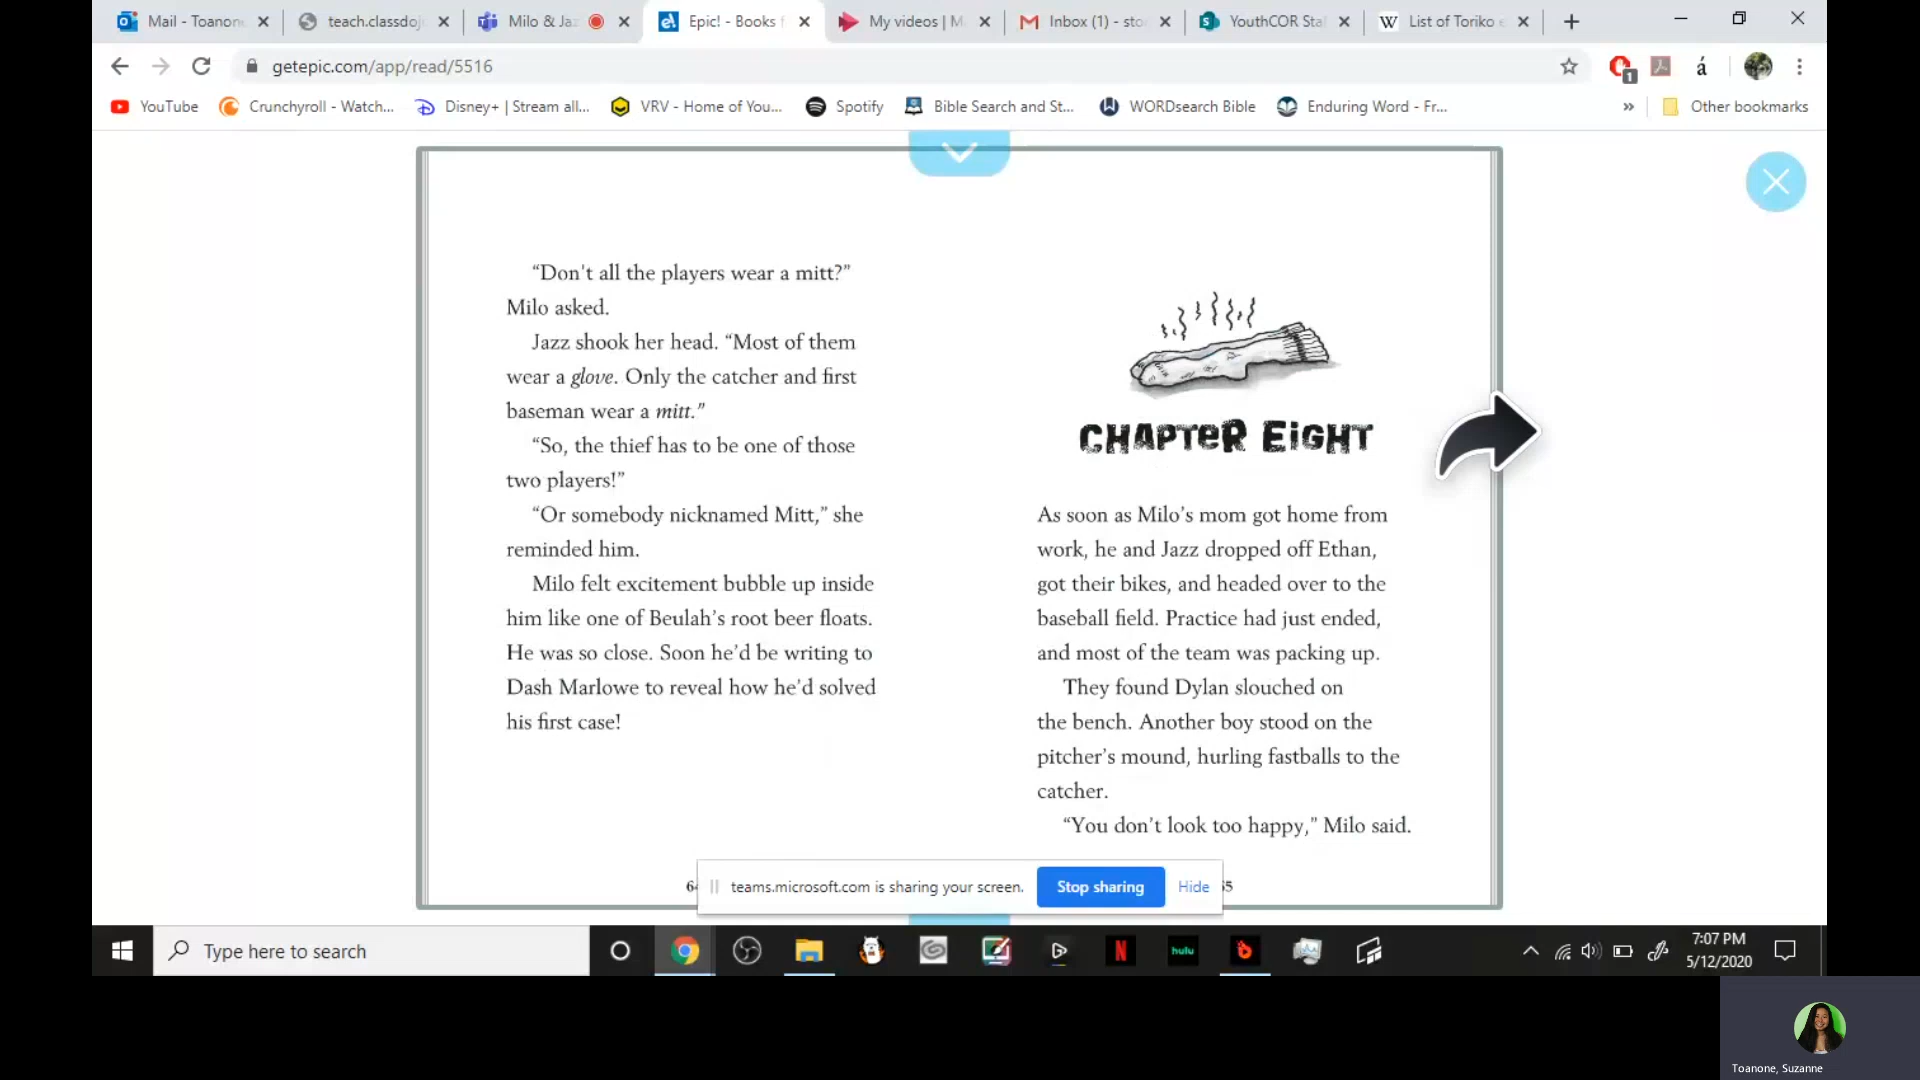 Mail - Toanone
teach.classdoj
Milo & Jaz
Epic! - Books f
My videos | M
Inbox (1) - sto
YouthCOR Sta
List of Toriko e
getepic.com/app/read/5516
1
á
YouTube
Crunchyroll - Watch...
Disney+ | Stream all...
VRV - Home of You...
Spotify
Bible Search and St...
WORDsearch Bible
Enduring Word - Fr...
»
Other bookmarks
“Don't all the players wear a mitt?”
Milo asked.
Jazz shook her head. “Most of them
wear a glove. Only the catcher and first
baseman wear a mitt.”
“So, the thief has to be one of those
two players!”
“Or somebody nicknamed Mitt,” she
reminded him.
Milo felt excitement bubble up inside
him like one of Beulah’s root beer floats.
He was so close. Soon he’d be writing to
Dash Marlowe to reveal how he’d solved
his first case!
CHAPTER EIGHT
As soon as Milo’s mom got home from
work, he and Jazz dropped off Ethan,
got their bikes, and headed over to the
baseball field. Practice had just ended,
and most of the team was packing up.
They found Dylan slouched on
the bench. Another boy stood on the
pitcher’s mound, hurling fastballs to the
catcher.
“You don’t look too happy,” Milo said.
teams.microsoft.com is sharing your screen.
Stop sharing
Hide
Type here to search
hulu
7:07 PM
5/12/2020
Toanone, Suzanne